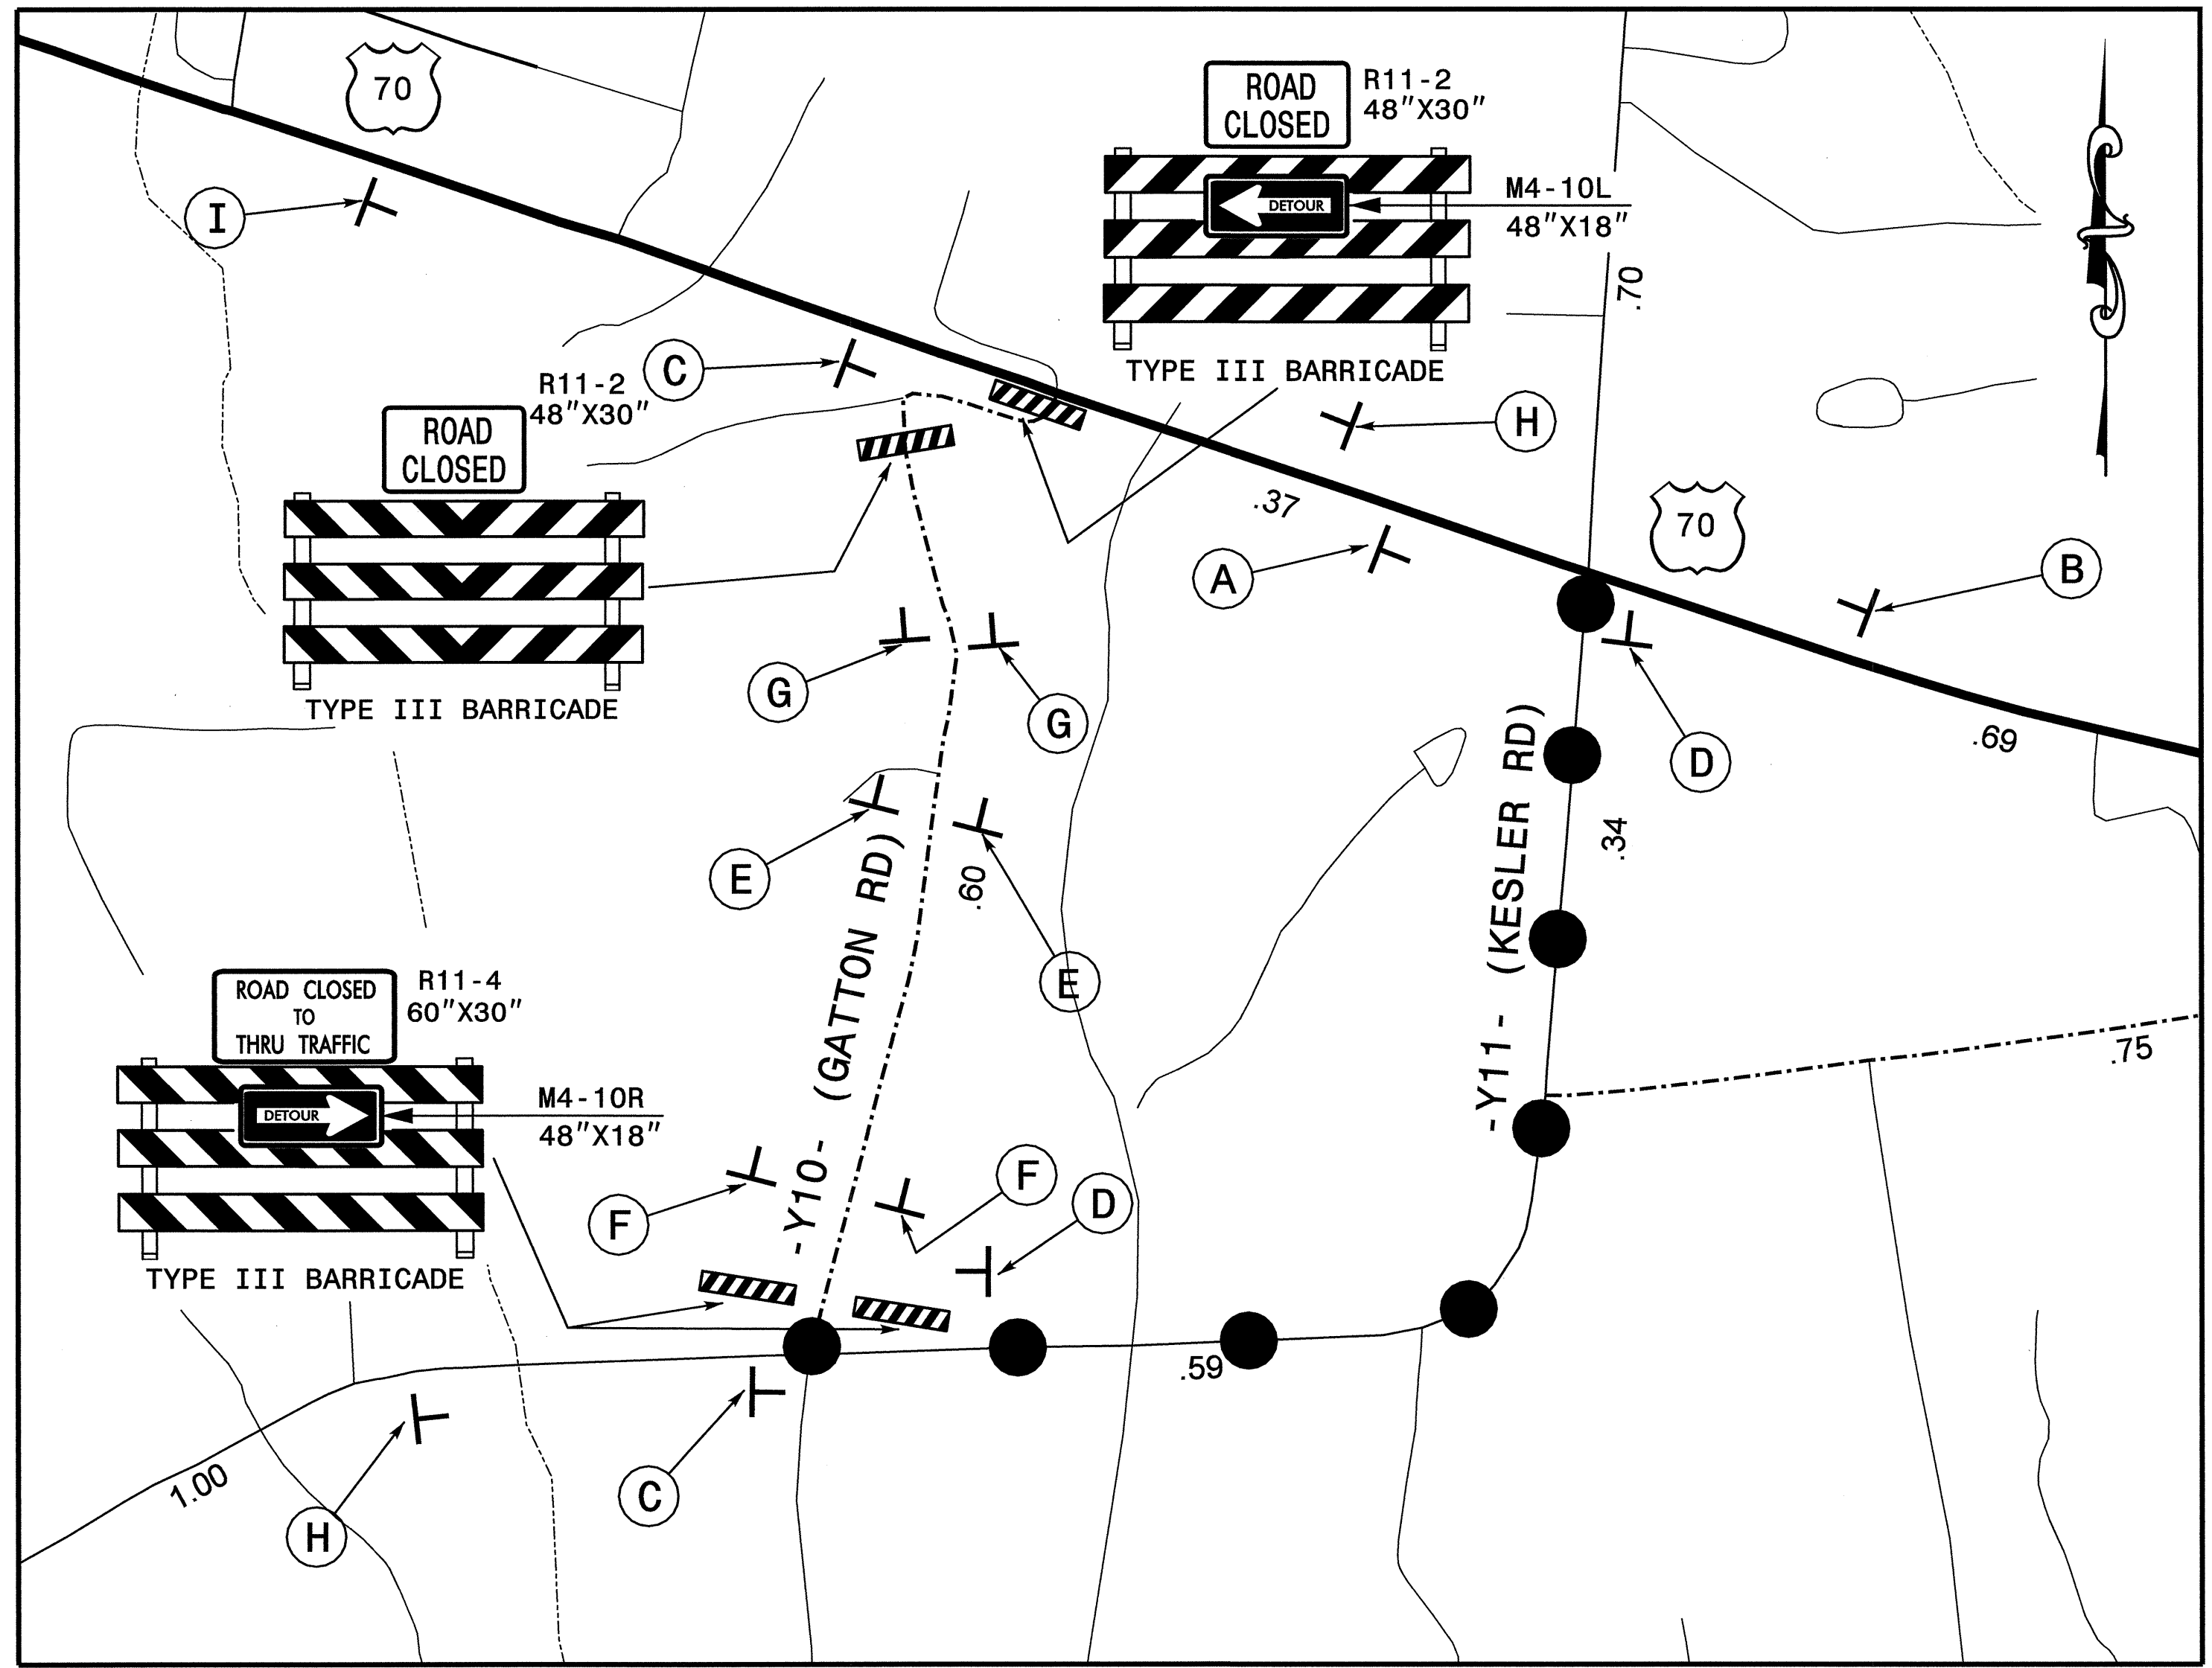 70
ROAD
CLOSED
R11-2
48"X30"
M4-10L
48"X18"
DETOUR
TYPE III BARRICADE
.70
I
C
H
R11-2
48"X30"
ROAD
CLOSED
TYPE III BARRICADE
.37
A
70
B
G
G
D
.69
E
E
.60
-Y10- (GATTON RD)
-Y11- (KESLER RD)
.34
.75
ROAD CLOSED
TO
THRU TRAFFIC
R11-4
60"X30"
DETOUR
M4-10R
48"X18"
TYPE III BARRICADE
F
F
D
.59
C
H
1.00